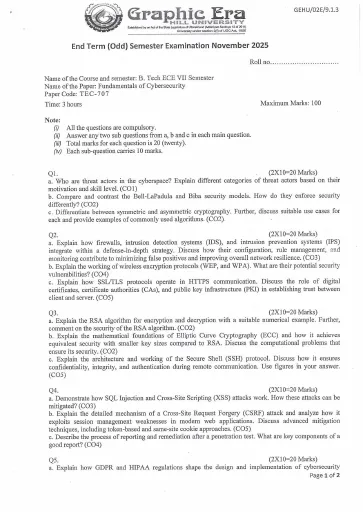 GEHU/02E/9.1.3
Graphic Era
HILL UNIVERSITY
End Term (Odd) Semester Examination November 2025
Roll no..............................
Name of the Course and semester: B. Tech ECE VII Semester
Name of the Paper: Fundamentals of Cybersecurity
Paper Code: TEC-707
Time: 3 hours Maximum Marks: 100
Note:
(i) All the questions are compulsory.
(ii) Answer any two sub questions from a, b and c in each main question.
(iii) Total marks for each question is 20 (twenty).
(iv) Each sub-question carries 10 marks.
Q1. (2X10=20 Marks)
a. Who are threat actors in the cyberspace? Explain different categories of threat actors based on their
motivation and skill level. (CO1)
b. Compare and contrast the Bell-LaPadula and Biba security models. How do they enforce security
differently? (CO2)
c. Differentiate between symmetric and asymmetric cryptography. Further, discuss suitable use cases for
each and provide examples of commonly used algorithms. (CO2)
Q2. (2X10=20 Marks)
a. Explain how firewalls, intrusion detection systems (IDS), and intrusion prevention systems (IPS)
integrate within a defense-in-depth strategy. Discuss how their configuration, rule management, and
monitoring contribute to minimizing false positives and improving overall network resilience. (CO3)
b. Explain the working of wireless encryption protocols (WEP, and WPA). What are their potential security
vulnerabilities? (CO4)
c. Explain how SSL/TLS protocols operate in HTTPS communication. Discuss the role of digital
certificates, certificate authorities (CAs), and public key infrastructure (PKI) in establishing trust between
client and server. (CO5)
Q3. (2X10=20 Marks)
a. Explain the RSA algorithm for encryption and decryption with a suitable numerical example. Further,
comment on the security of the RSA algorithm. (CO2)
b. Explain the mathematical foundations of Elliptic Curve Cryptography (ECC) and how it achieves
equivalent security with smaller key sizes compared to RSA. Discuss the computational problems that
ensure its security. (CO2)
c. Explain the architecture and working of the Secure Shell (SSH) protocol. Discuss how it ensures
confidentiality, integrity, and authentication during remote communication. Use figures in your answer.
(CO5)
Q4. (2X10=20 Marks)
a. Demonstrate how SQL Injection and Cross-Site Scripting (XSS) attacks work. How these attacks can be
mitigated? (CO1)
b. Explain the detailed mechanism of a Cross-Site Request Forgery (CSRF) attack and analyze how it
exploits session management weaknesses in modern web applications. Discuss advanced mitigation
techniques, including token-based and same-site cookie approaches. (CO5)
c. Describe the process of reporting and remediation after a penetration test. What are key components of a
good report? (CO4)
Q5. (2X10=20 Marks)
a. Explain how GDPR and HIPAA regulations shape the design and implementation of cybersecurity
Page 1 of 2